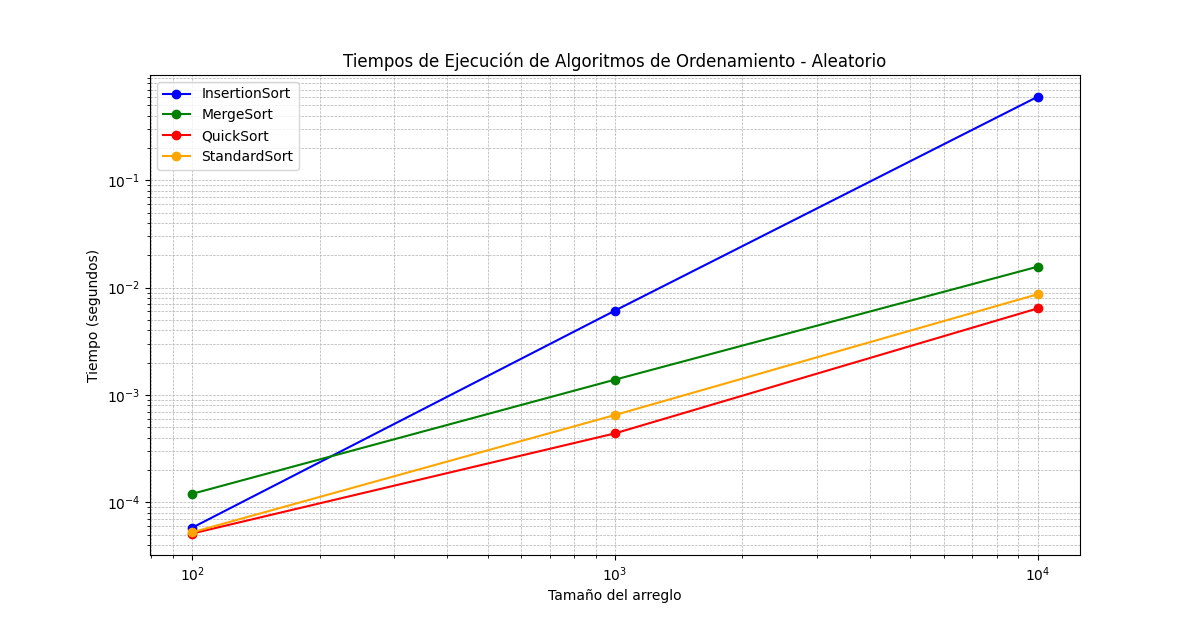 Tiempos de Ejecución de Algoritmos de Ordenamiento - Aleatorio
InsertionSort
MergeSort
QuickSort
StandardSort
Tiempo (segundos)
10⁻¹
10⁻²
10⁻³
10⁻⁴
10² 10³ 10⁴
Tamaño del arreglo